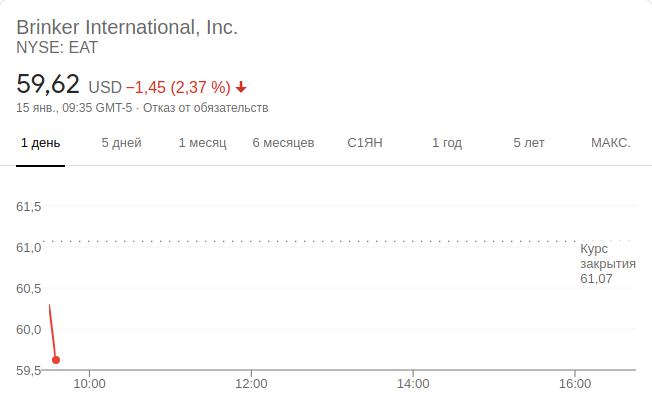 Brinker International, Inc.
NYSE: EAT
59,62 USD −1,45 (2,37 %)
15 янв., 09:35 GMT-5 · Отказ от обязательств
1 день 5 дней 1 месяц 6 месяцев С1ЯН 1 год 5 лет МАКС.
61,5
61,0
Курс
закрытия
61,07
60,5
60,0
59,5
10:00 12:00 14:00 16:00